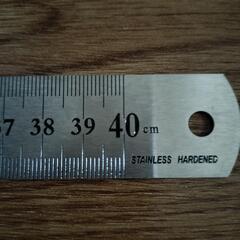 37 38 39 40 cm
STAINLESS HARDENED